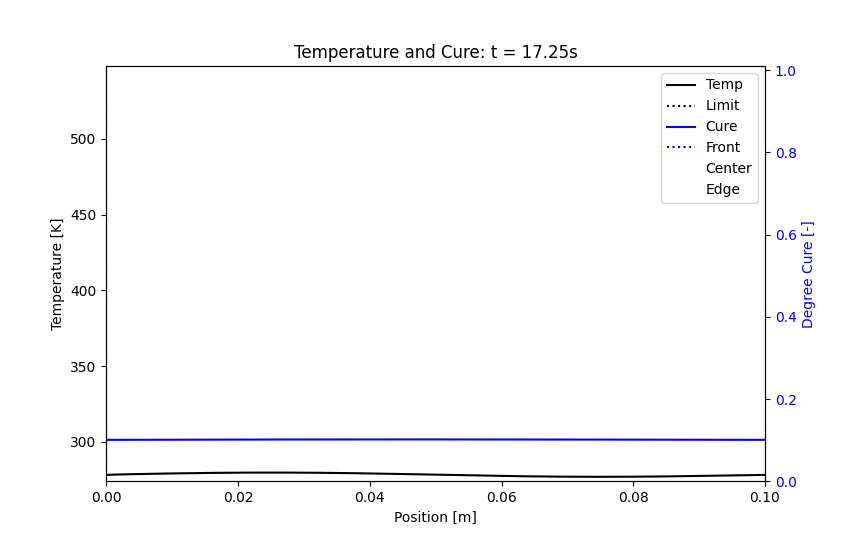 Temperature and Cure: t = 17.25s
Temp
Limit
Cure
Front
Center
Edge
Temperature [K]
500
450
400
350
300
Degree Cure [-]
1.0
0.8
0.6
0.4
0.2
0.0
0.00
0.02
0.04
0.06
0.08
0.10
Position [m]